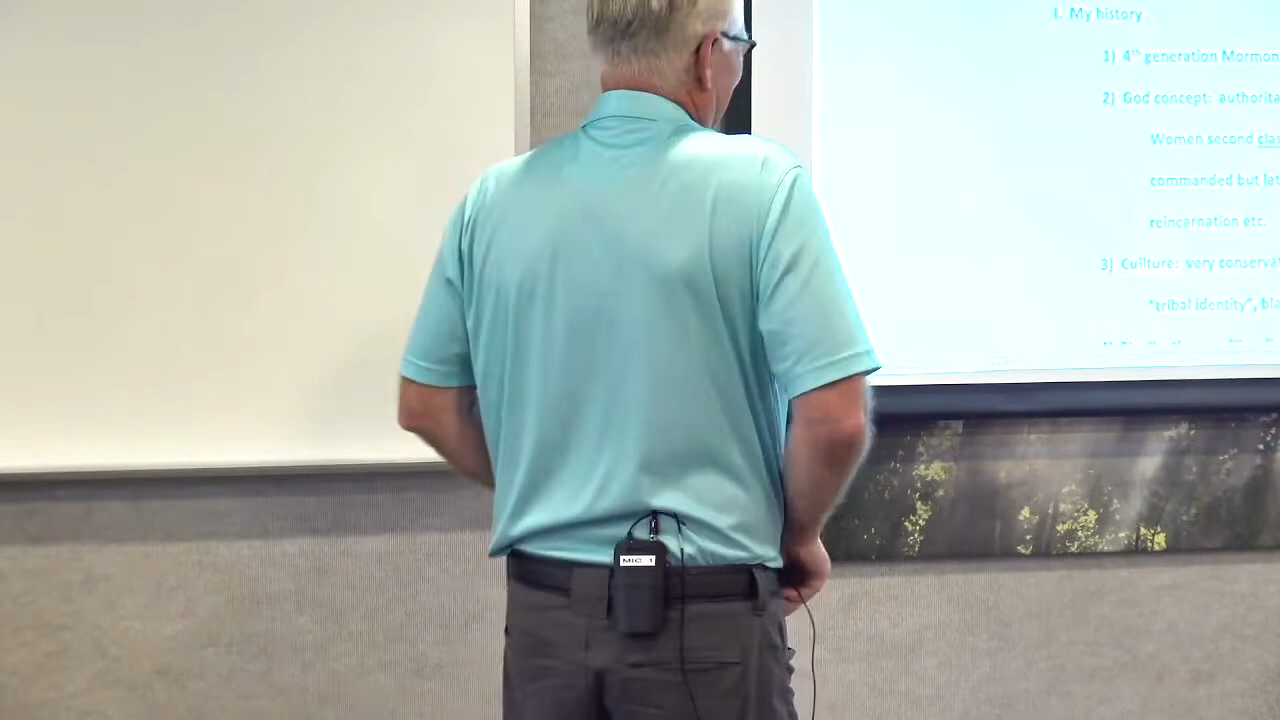 I. My history
1) 4th generation Mormon
2) God concept: authorita
Women second clas
commanded but lat
reincarnation etc.
3) Cullture: very conserva
"tribal identity", bla
MIC 1